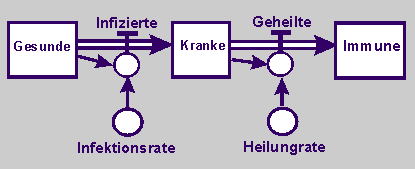 Infizierte
Geheilte
Gesunde
Kranke
Immune
Infektionsrate
Heilungrate